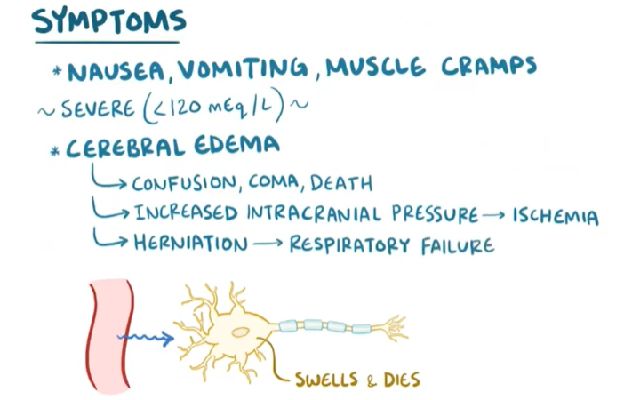 SYMPTOMS
* NAUSEA, VOMITING, MUSCLE CRAMPS
~ SEVERE (<120 mEq/L) ~
* CEREBRAL EDEMA
↳ CONFUSION, COMA, DEATH
↳ INCREASED INTRACRANIAL PRESSURE → ISCHEMIA
↳ HERNIATION → RESPIRATORY FAILURE
SWELLS & DIES